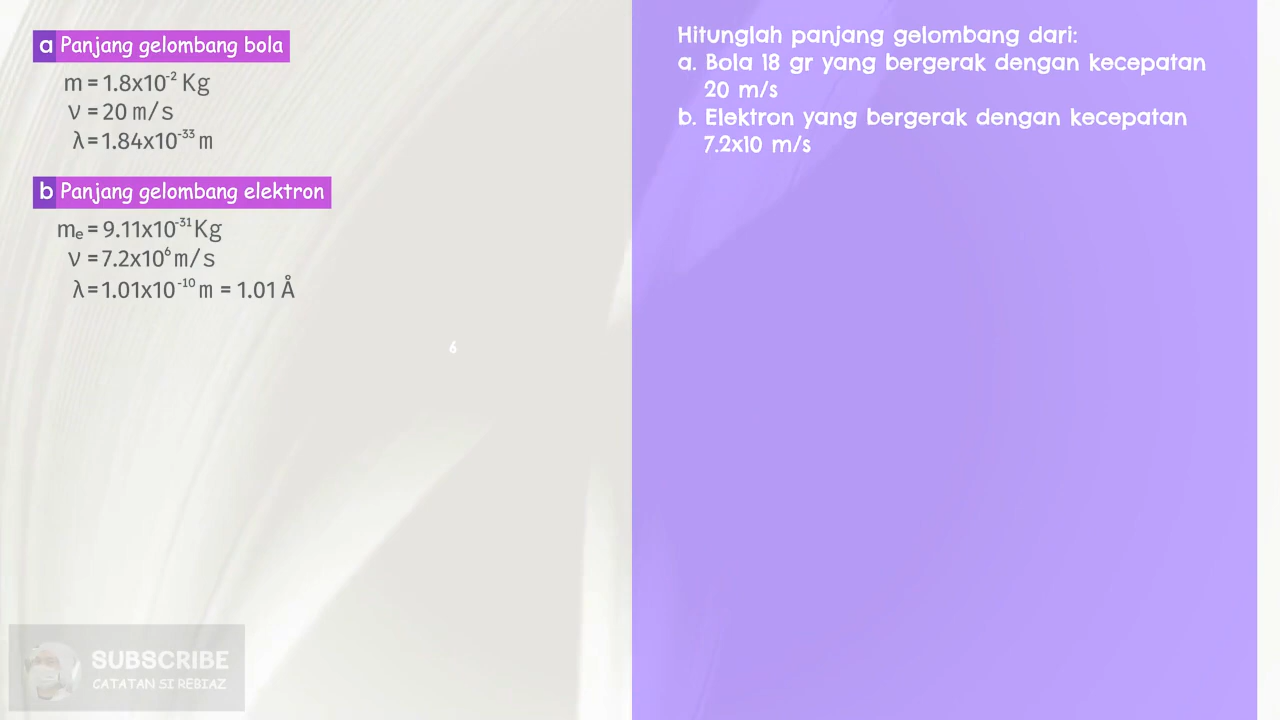 a Panjang gelombang bola
m = 1.8x10⁻² Kg
v = 20 m/s
λ = 1.84x10⁻³³ m
b Panjang gelombang elektron
mₑ = 9.11x10⁻³¹ Kg
v = 7.2x10⁶ m/s
λ = 1.01x10⁻¹⁰ m = 1.01 Å
6
SUBSCRIBE
CATATAN SI REBIAZ
Hitunglah panjang gelombang dari:
a. Bola 18 gr yang bergerak dengan kecepatan
20 m/s
b. Elektron yang bergerak dengan kecepatan
7.2x10 m/s